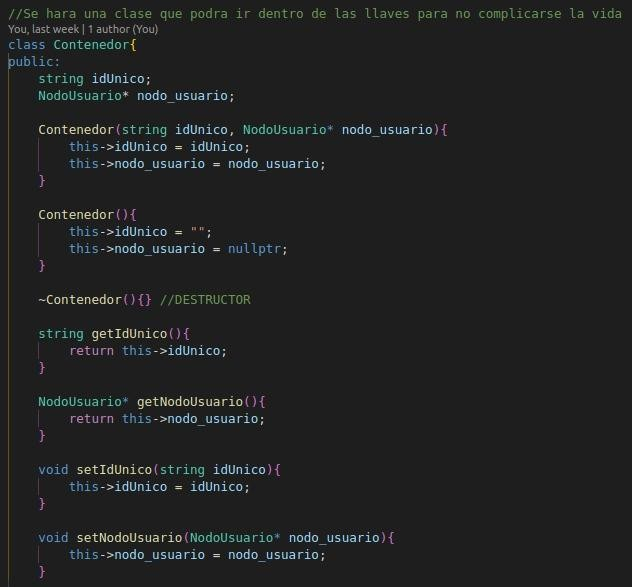 //Se hara una clase que podra ir dentro de las llaves para no complicarse la vida
You, last week | 1 author (You)
class Contenedor{
public:
    string idUnico;
    NodoUsuario* nodo_usuario;

    Contenedor(string idUnico, NodoUsuario* nodo_usuario){
        this->idUnico = idUnico;
        this->nodo_usuario = nodo_usuario;
    }

    Contenedor(){
        this->idUnico = "";
        this->nodo_usuario = nullptr;
    }

    ~Contenedor(){} //DESTRUCTOR

    string getIdUnico(){
        return this->idUnico;
    }

    NodoUsuario* getNodoUsuario(){
        return this->nodo_usuario;
    }

    void setIdUnico(string idUnico){
        this->idUnico = idUnico;
    }

    void setNodoUsuario(NodoUsuario* nodo_usuario){
        this->nodo_usuario = nodo_usuario;
    }